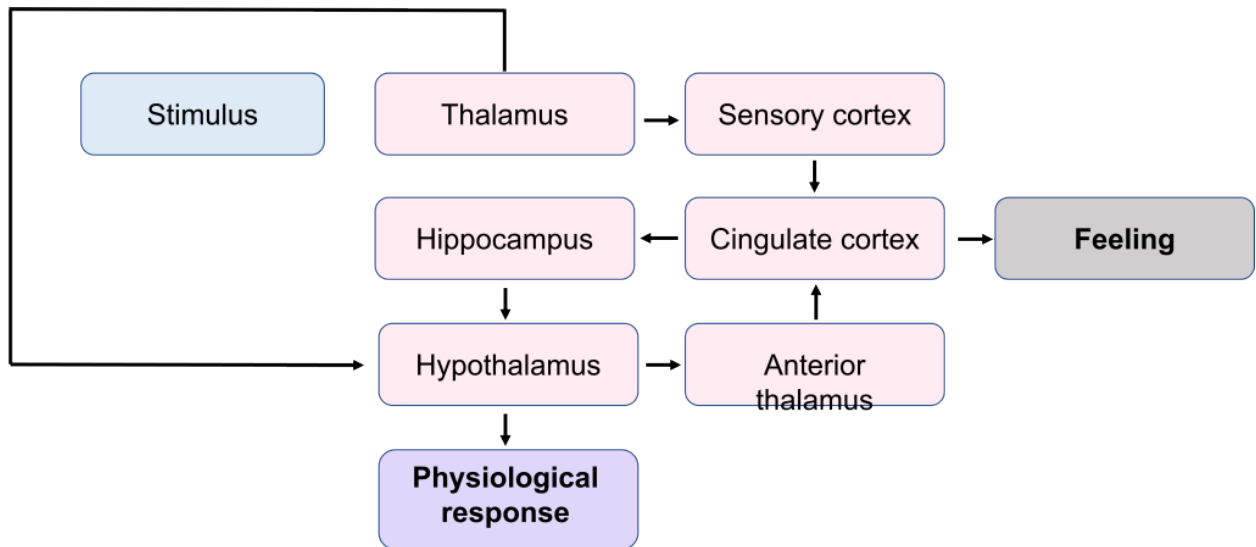 Stimulus
Thalamus
Sensory cortex
Hippocampus
Cingulate cortex
Feeling
Hypothalamus
Anterior
thalamus
Physiological
response